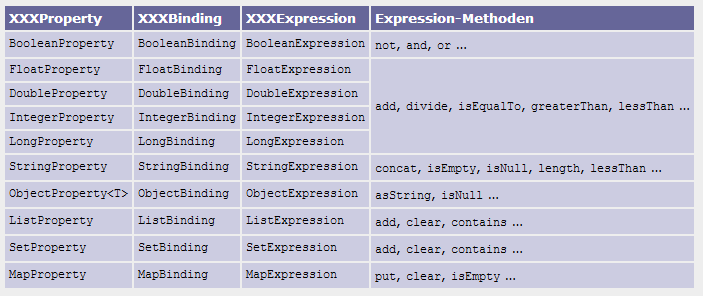 XXXProperty XXXBinding XXXExpression Expression-Methoden
BooleanProperty BooleanBinding BooleanExpression not, and, or ...
FloatProperty FloatBinding FloatExpression
DoubleProperty DoubleBinding DoubleExpression
add, divide, isEqualTo, greaterThan, lessThan ...
IntegerProperty IntegerBinding IntegerExpression
LongProperty LongBinding LongExpression
StringProperty StringBinding StringExpression concat, isEmpty, isNull, length, lessThan ...
ObjectProperty<T> ObjectBinding ObjectExpression asString, isNull ...
ListProperty ListBinding ListExpression add, clear, contains ...
SetProperty SetBinding SetExpression add, clear, contains ...
MapProperty MapBinding MapExpression put, clear, isEmpty ...